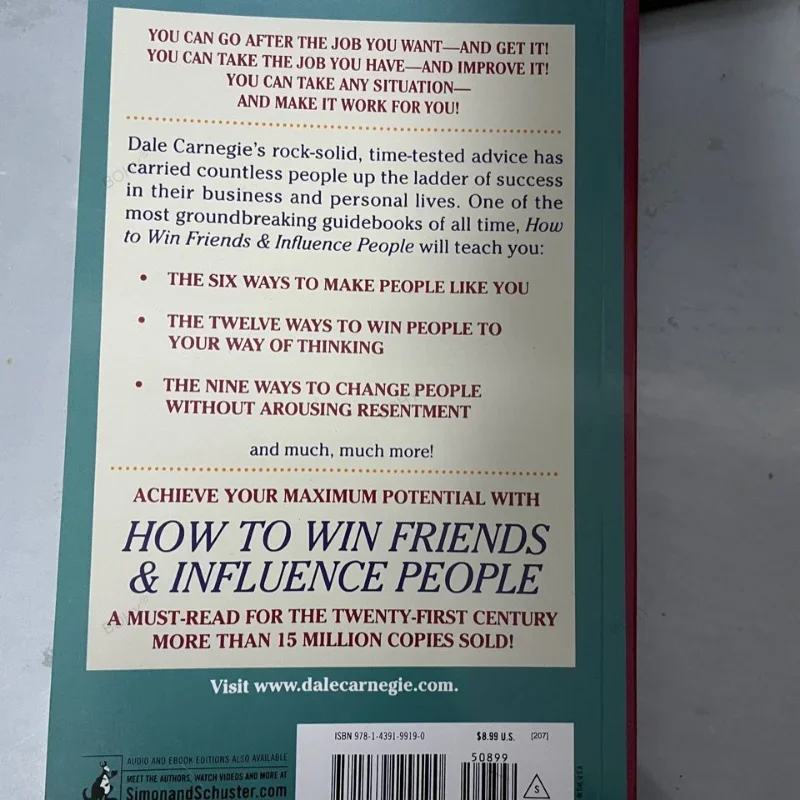 YOU CAN GO AFTER THE JOB YOU WANT—AND GET IT!
YOU CAN TAKE THE JOB YOU HAVE—AND IMPROVE IT!
YOU CAN TAKE ANY SITUATION—
AND MAKE IT WORK FOR YOU!
Dale Carnegie's rock-solid, time-tested advice has
carried countless people up the ladder of success
in their business and personal lives. One of the
most groundbreaking guidebooks of all time, How
to Win Friends & Influence People will teach you:
• THE SIX WAYS TO MAKE PEOPLE LIKE YOU
• THE TWELVE WAYS TO WIN PEOPLE TO
YOUR WAY OF THINKING
• THE NINE WAYS TO CHANGE PEOPLE
WITHOUT AROUSING RESENTMENT
and much, much more!
ACHIEVE YOUR MAXIMUM POTENTIAL WITH
HOW TO WIN FRIENDS
& INFLUENCE PEOPLE
A MUST-READ FOR THE TWENTY-FIRST CENTURY
MORE THAN 15 MILLION COPIES SOLD!
Visit www.dalecarnegie.com.
ISBN 978-1-4391-9919-0 $8.99 U.S. [207]
50899
S
AUDIO AND EBOOK EDITIONS ALSO AVAILABLE
MEET THE AUTHORS, WATCH VIDEOS AND MORE AT
SimonandSchuster.com